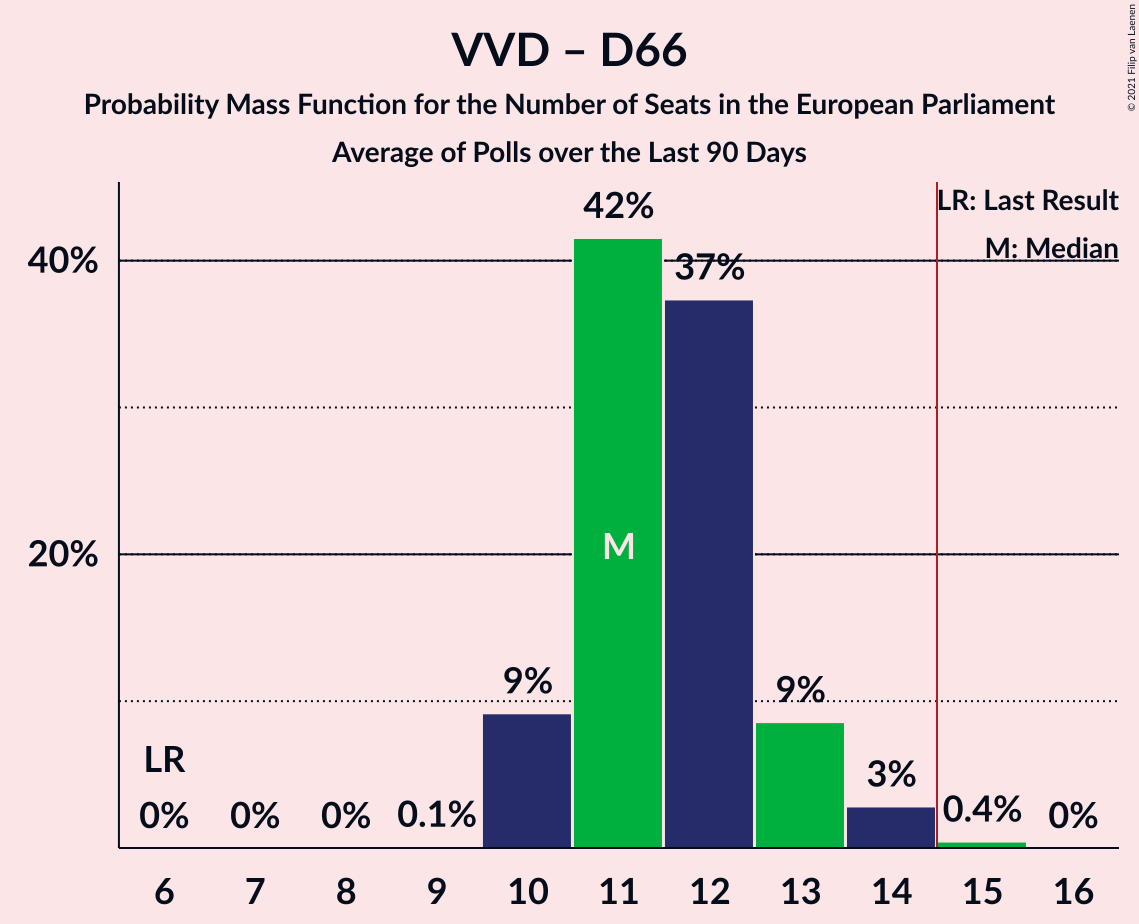 VVD – D66
Probability Mass Function for the Number of Seats in the European Parliament
Average of Polls over the Last 90 Days
© 2021 Filip van Laenen
LR: Last Result
M: Median
40%
20%
42%
37%
M
9%
9%
LR
3%
0%
0%
0%
0.1%
0.4%
0%
6 7 8 9 10 11 12 13 14 15 16